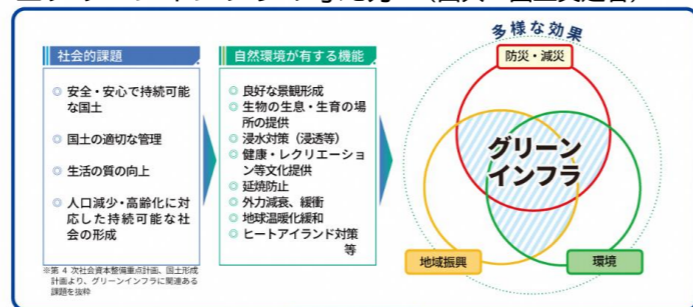 社会的課題
◎ 安全・安心で持続可能
な国土
◎ 国土の適切な管理
◎ 生活の質の向上
◎ 人口減少・高齢化に対
応した持続可能な社
会の形成
※第 4 次社会資本整備重点計画、国土形成
計画より、グリーンインフラに関連ある
課題を抜粋
自然環境が有する機能
◎ 良好な景観形成
◎ 生物の生息・生育の場
所の提供
◎ 浸水対策（浸透等）
◎ 健康・レクリエーショ
ン等文化提供
◎ 延焼防止
◎ 外力減衰、緩衝
◎ 地球温暖化緩和
◎ ヒートアイランド対策
等
多様な効果
防災・減災
グリーン
インフラ
地域振興
環境